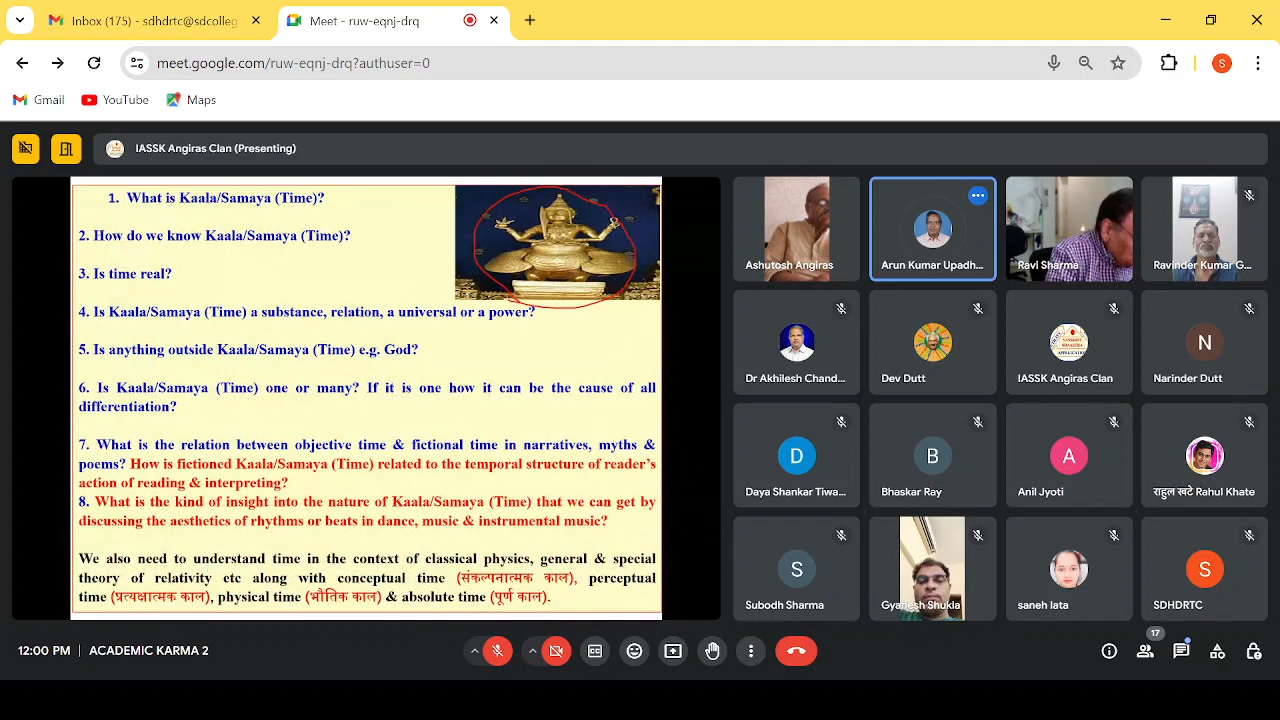 Inbox (175) - sdhdrtc@sdcolleg
Meet - ruw-eqnj-drq
meet.google.com/ruw-eqnj-drq?authuser=0
S
Gmail
YouTube
Maps
IASSK Angiras Clan (Presenting)
1. What is Kaala/Samaya (Time)?
2. How do we know Kaala/Samaya (Time)?
3. Is time real?
4. Is Kaala/Samaya (Time) a substance, relation, a universal or a power?
5. Is anything outside Kaala/Samaya (Time) e.g. God?
6. Is Kaala/Samaya (Time) one or many? If it is one how it can be the cause of all
differentiation?
7. What is the relation between objective time & fictional time in narratives, myths &
poems? How is fictioned Kaala/Samaya (Time) related to the temporal structure of reader's
action of reading & interpreting?
8. What is the kind of insight into the nature of Kaala/Samaya (Time) that we can get by
discussing the aesthetics of rhythms or beats in dance, music & instrumental music?
We also need to understand time in the context of classical physics, general & special
theory of relativity etc along with conceptual time (संकल्पनात्मक काल), perceptual
time (प्रत्यक्षात्मक काल), physical time (भौतिक काल) & absolute time (पूर्ण काल).
Ashutosh Angiras
Arun Kumar Upadh...
Ravi Sharma
Ravinder Kumar G...
Dr Akhilesh Chand...
Dev Dutt
IASSK Angiras Clan
N
Narinder Dutt
D
Daya Shankar Tiwa...
B
Bhaskar Ray
A
Anil Jyoti
राहुल खटे Rahul Khate
S
Subodh Sharma
Gyanesh Shukla
saneh lata
S
SDHDRTC
12:00 PM | ACADEMIC KARMA 2
17